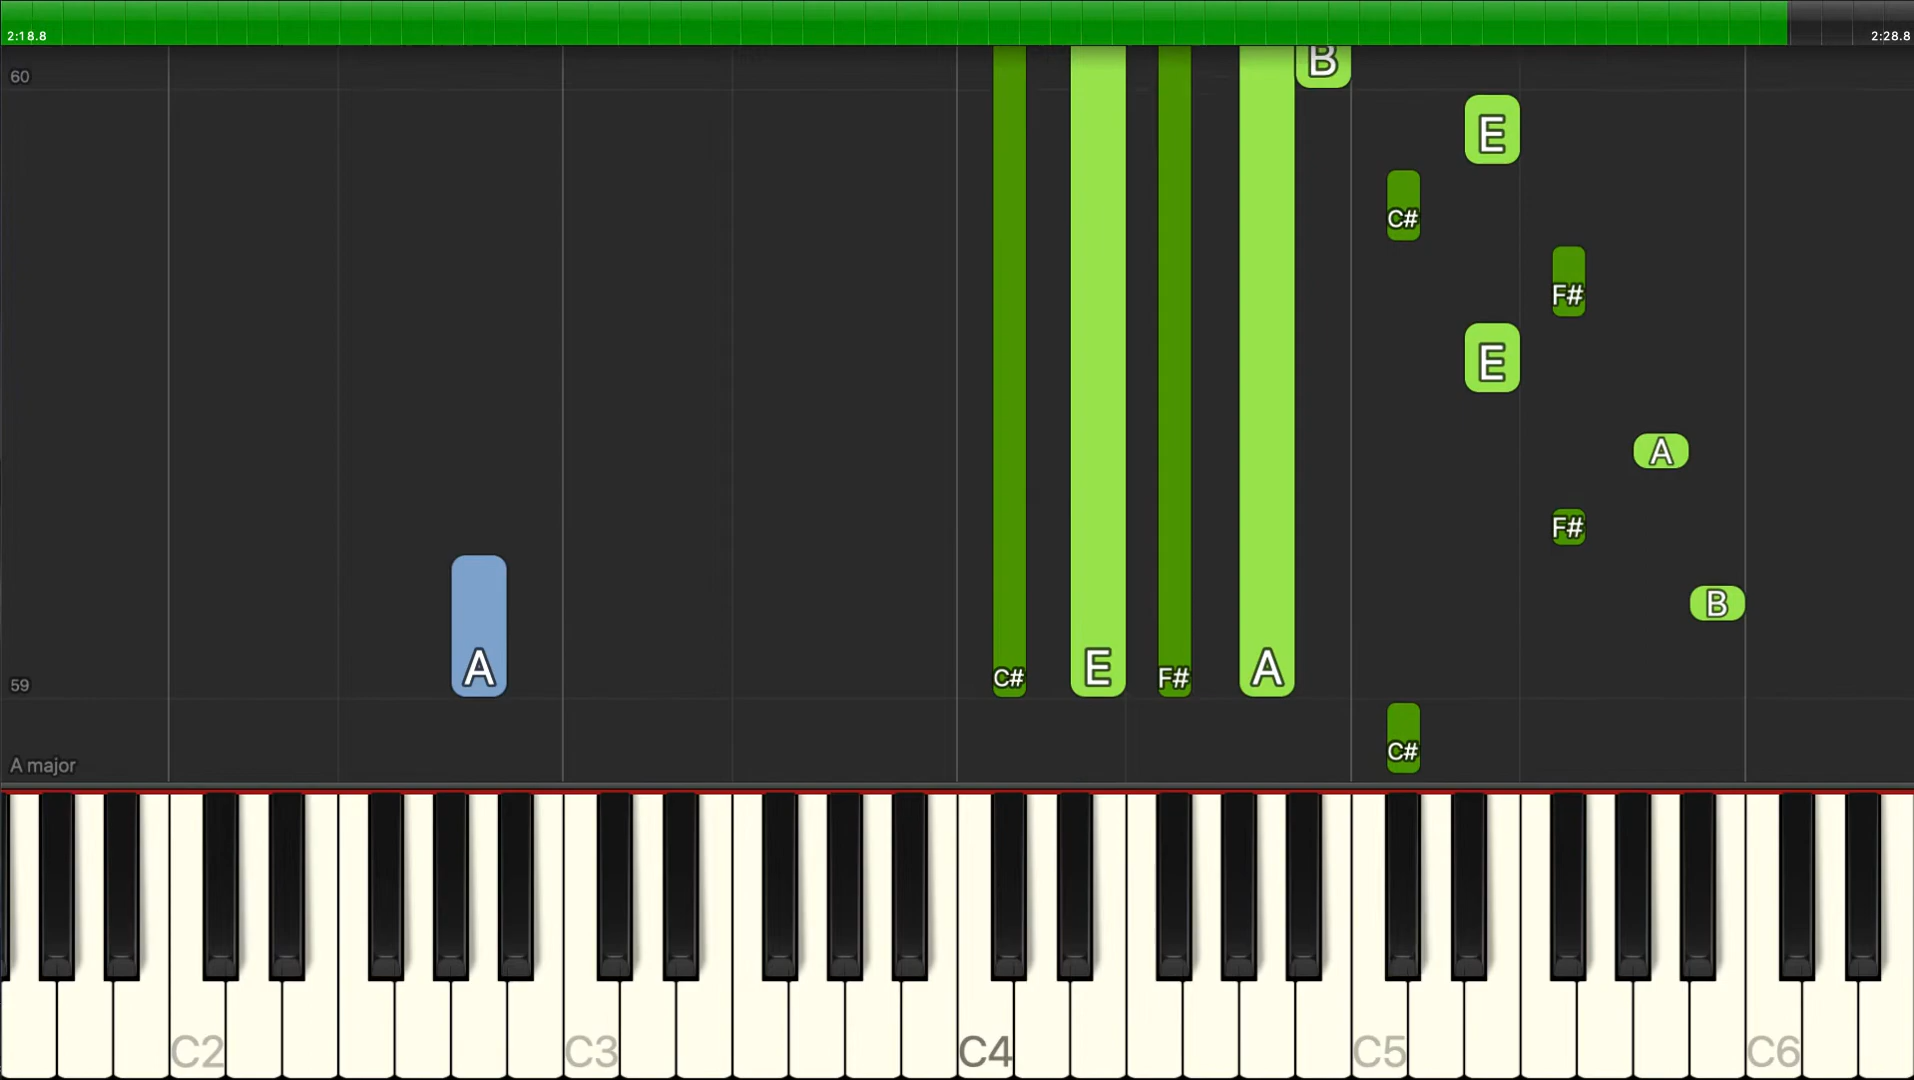 2:18.8 2:28.8
60 B
E
C#
F#
E
A
F#
B
A C# E F# A
59
C#
A major
C2 C3 C4 C5 C6